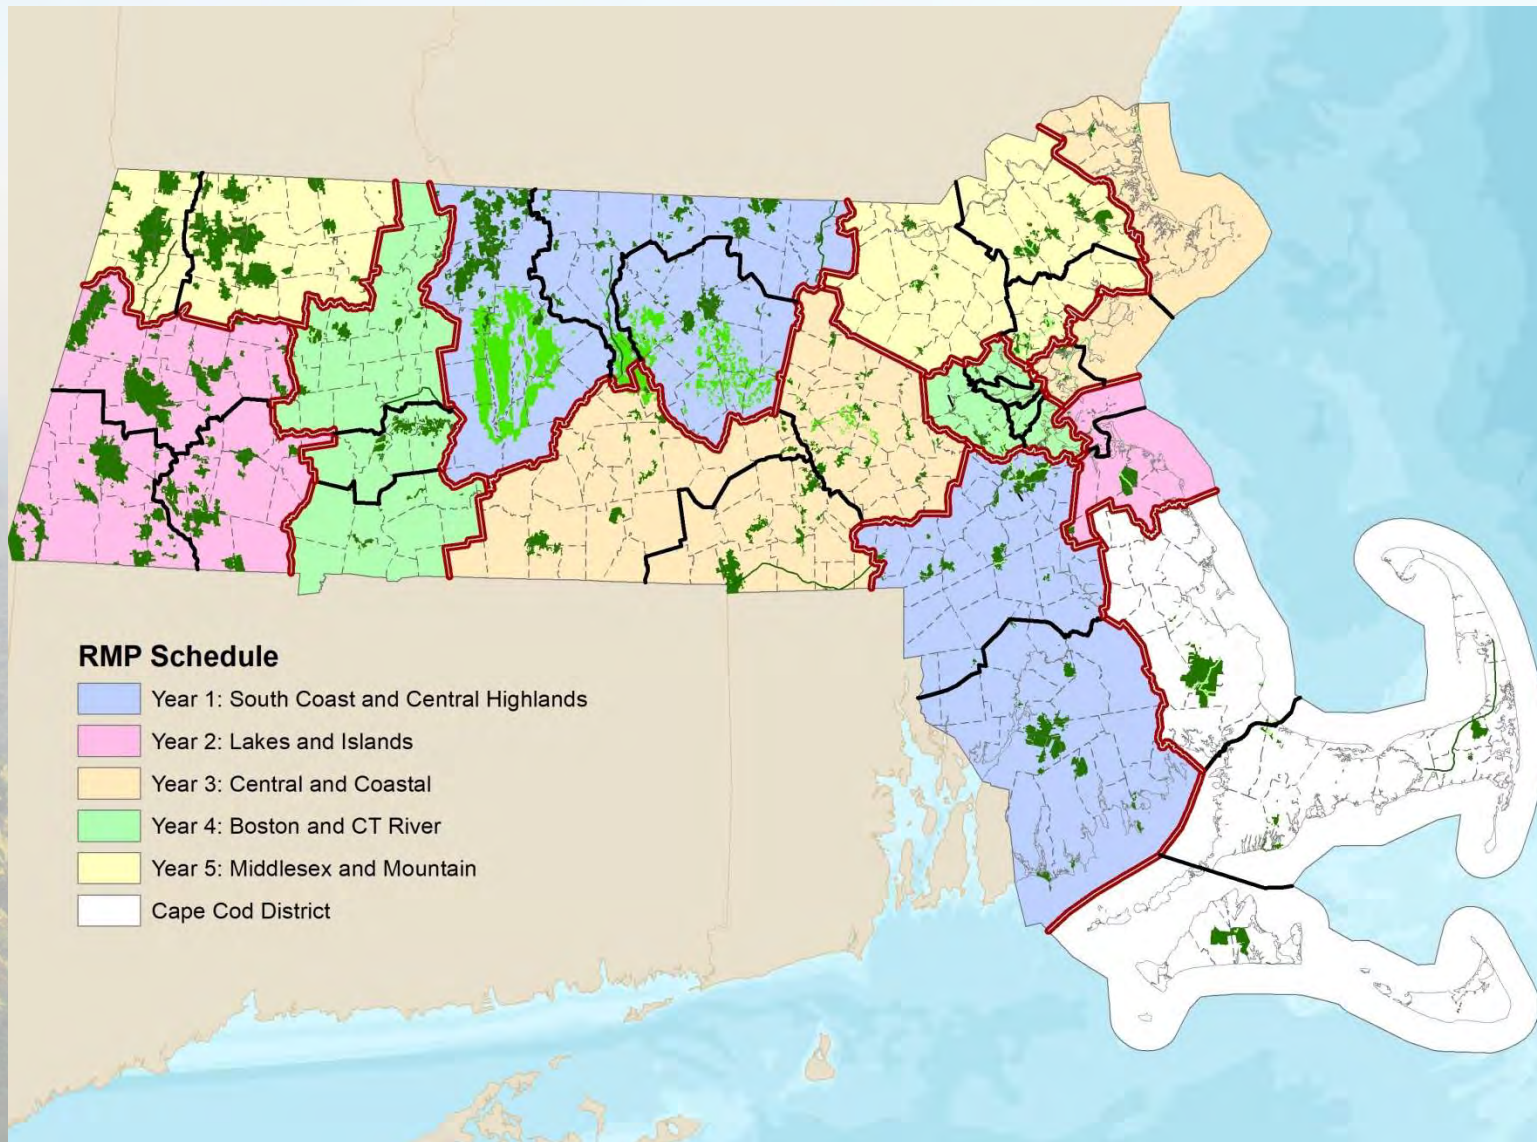 RMP Schedule
Year 1: South Coast and Central Highlands
Year 2: Lakes and Islands
Year 3: Central and Coastal
Year 4: Boston and CT River
Year 5: Middlesex and Mountain
Cape Cod District